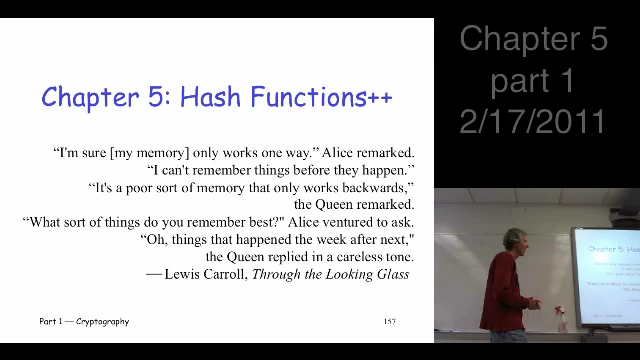 Chapter 5: Hash Functions++
“I'm sure [my memory] only works one way.” Alice remarked.
“I can't remember things before they happen.”
“It's a poor sort of memory that only works backwards,”
the Queen remarked.
“What sort of things do you remember best?" Alice ventured to ask.
“Oh, things that happened the week after next,"
the Queen replied in a careless tone.
— Lewis Carroll, Through the Looking Glass
Part 1 — Cryptography
157
Chapter 5
part 1
2/17/2011
Chapter 5: Hash